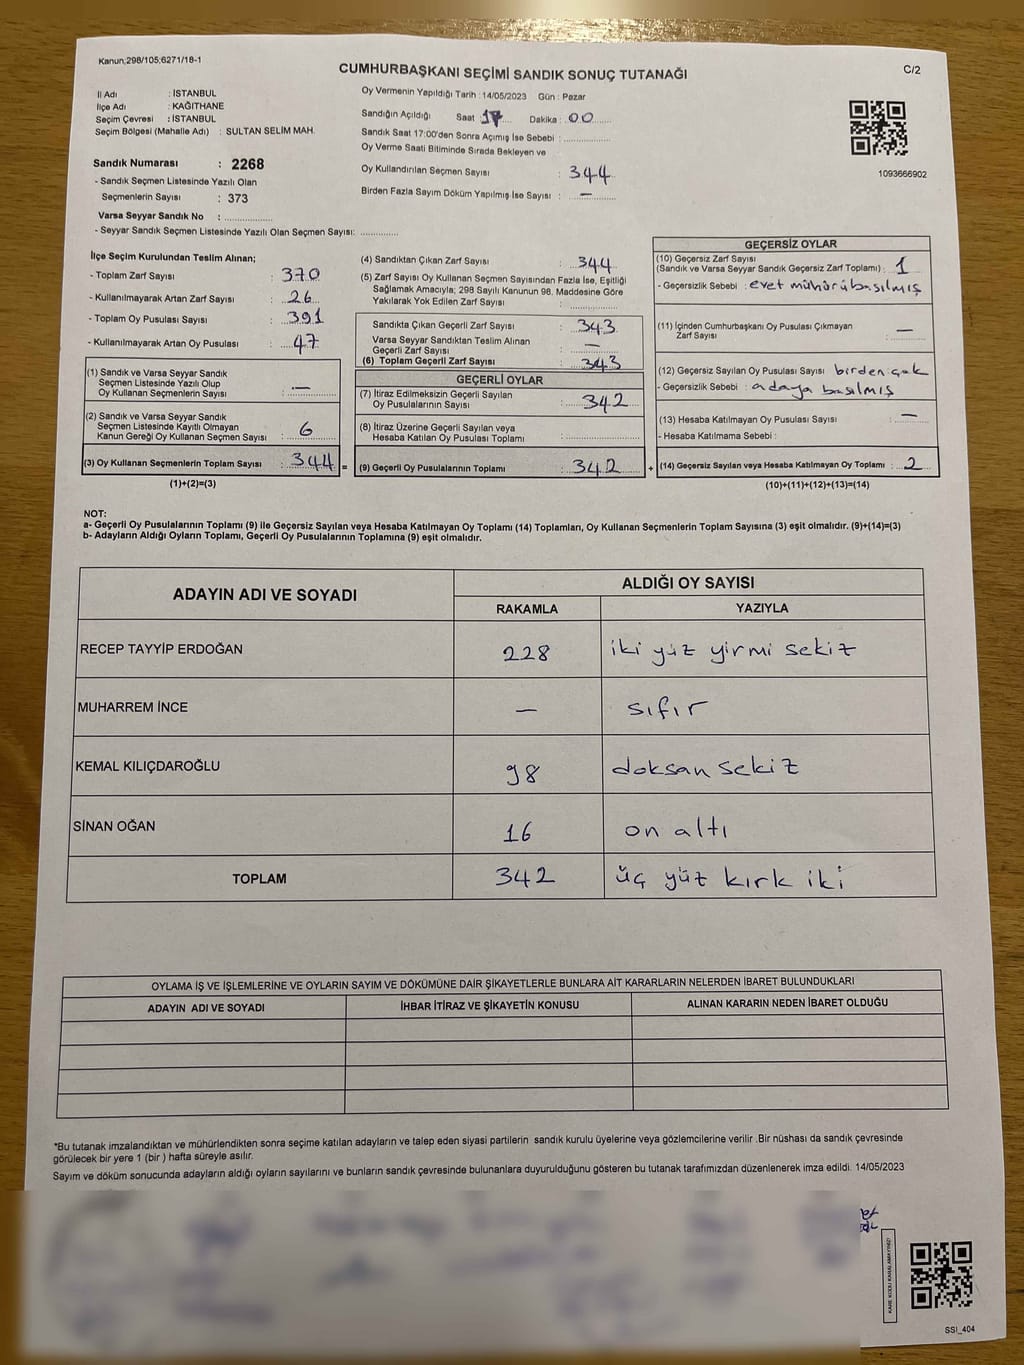 Kanun,298/105;6271/18-1
CUMHURBAŞKANI SEÇİMİ SANDIK SONUÇ TUTANAĞI
C/2
İl Adı : İSTANBUL
İlçe Adı : KAĞITHANE
Seçim Çevresi : İSTANBUL
Seçim Bölgesi (Mahalle Adı) : SULTAN SELİM MAH.
Sandık Numarası : 2268
- Sandık Seçmen Listesinde Yazılı Olan
Seçmenlerin Sayısı : 373
Varsa Seyyar Sandık No : ..............
- Seyyar Sandık Seçmen Listesinde Yazılı Olan Seçmen Sayısı: ..............
Oy Vermenin Yapıldığı Tarih : 14/05/2023 Gün : Pazar
Sandığın Açıldığı Saat : 17 Dakika : 00
Sandık Saat 17:00'den Sonra Açımış İse Sebebi : ..............
Oy Verme Saati Bitiminde Sırada Bekleyen ve
Oy Kullandırılan Seçmen Sayısı : 344
Birden Fazla Sayım Döküm Yapılmış İse Sayısı : —
1093666902
İlçe Seçim Kurulundan Teslim Alınan;
- Toplam Zarf Sayısı : 370
- Kullanılmayarak Artan Zarf Sayısı : 26
- Toplam Oy Pusulası Sayısı : 391
- Kullanılmayarak Artan Oy Pusulası : 47
(1) Sandık ve Varsa Seyyar Sandık
Seçmen Listesinde Yazılı Olup
Oy Kullanan Seçmenlerin Sayısı : —
(2) Sandık ve Varsa Seyyar Sandık
Seçmen Listesinde Kayıtlı Olmayan
Kanun Gereği Oy Kullanan Seçmen Sayısı : 6
(3) Oy Kullanan Seçmenlerin Toplam Sayısı : 344 =
(1)+(2)=(3)
(4) Sandıktan Çıkan Zarf Sayısı : 344
(5) Zarf Sayısı Oy Kullanan Seçmen Sayısından Fazla İse, Eşitliği
Sağlamak Amacıyla; 298 Sayılı Kanunun 98. Maddesine Göre
Yakılarak Yok Edilen Zarf Sayısı : ..............
Sandıkta Çıkan Geçerli Zarf Sayısı : 343
Varsa Seyyar Sandıktan Teslim Alınan
Geçerli Zarf Sayısı : —
(6) Toplam Geçerli Zarf Sayısı : 343
GEÇERLİ OYLAR
(7) İtiraz Edilmeksizin Geçerli Sayılan
Oy Pusulalarının Sayısı : 342
(8) İtiraz Üzerine Geçerli Sayılan veya
Hesaba Katılan Oy Pusulası Toplamı : ..............
(9) Geçerli Oy Pusulalarının Toplamı : 342 +
GEÇERSİZ OYLAR
(10) Geçersiz Zarf Sayısı
(Sandık ve Varsa Seyyar Sandık Geçersiz Zarf Toplamı) : 1
- Geçersizlik Sebebi : evet mührü basılmış
(11) İçinden Cumhurbaşkanı Oy Pusulası Çıkmayan
Zarf Sayısı : —
(12) Geçersiz Sayılan Oy Pusulası Sayısı birden çok
- Geçersizlik Sebebi : adaya basılmış
(13) Hesaba Katılmayan Oy Pusulası Sayısı : —
- Hesaba Katılmama Sebebi :
(14) Geçersiz Sayılan veya Hesaba Katılmayan Oy Toplamı : 2
(10)+(11)+(12)+(13)=(14)
NOT:
a- Geçerli Oy Pusulalarının Toplamı (9) ile Geçersiz Sayılan veya Hesaba Katılmayan Oy Toplamı (14) Toplamları, Oy Kullanan Seçmenlerin Toplam Sayısına (3) eşit olmalıdır. (9)+(14)=(3)
b- Adayların Aldığı Oyların Toplamı, Geçerli Oy Pusulalarının Toplamına (9) eşit olmalıdır.
ADAYIN ADI VE SOYADI
ALDIĞI OY SAYISI
RAKAMLA YAZIYLA
RECEP TAYYİP ERDOĞAN 228 iki yüz yirmi sekiz
MUHARREM İNCE — sıfır
KEMAL KILIÇDAROĞLU 98 doksan sekiz
SİNAN OĞAN 16 on altı
TOPLAM 342 üç yüz kırk iki
OYLAMA İŞ VE İŞLEMLERİNE VE OYLARIN SAYIM VE DÖKÜMÜNE DAİR ŞİKAYETLERLE BUNLARA AİT KARARLARIN NELERDEN İBARET BULUNDUKLARI
ADAYIN ADI VE SOYADI İHBAR İTİRAZ VE ŞİKAYETİN KONUSU ALINAN KARARIN NEDEN İBARET OLDUĞU
*Bu tutanak imzalandıktan ve mühürlendikten sonra seçime katılan adayların ve talep eden siyasi partilerin sandık kurulu üyelerine veya gözlemcilerine verilir .Bir nüshası da sandık çevresinde
görülecek bir yere 1 (bir ) hafta süreyle asılır.
Sayım ve döküm sonucunda adayların aldığı oyların sayılarını ve bunların sandık çevresinde bulunanlara duyurulduğunu gösteren bu tutanak tarafımızdan düzenlenerek imza edildi. 14/05/2023
KARE KODU KARALAMAYINIZ!
SSI_404